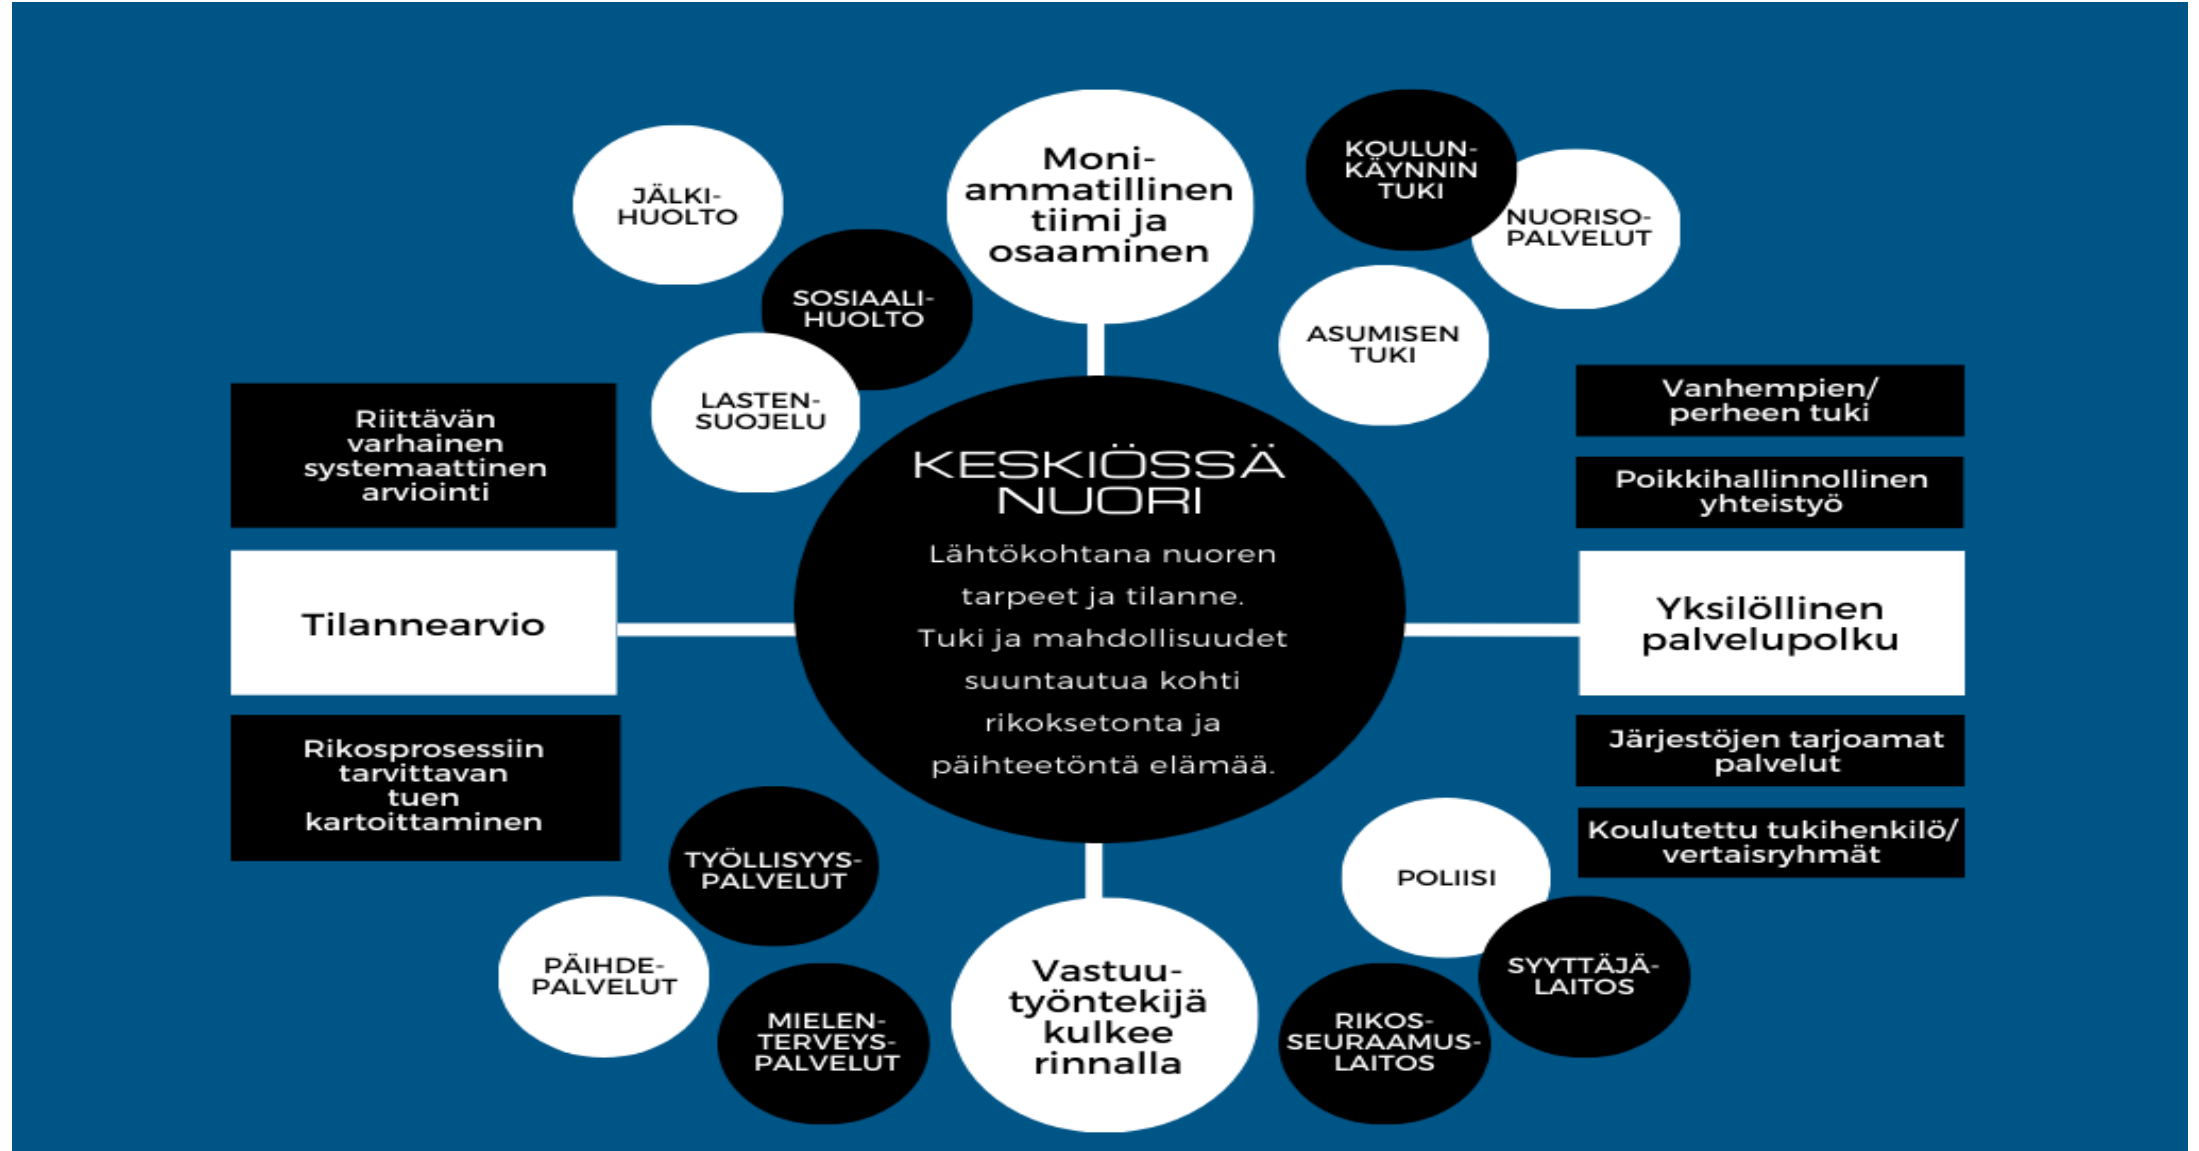 JÄLKI-
HUOLTO
SOSIAALI-
HUOLTO
LASTEN-
SUOJELU
Moni-
ammatillinen
tiimi ja
osaaminen
KOULUN-
KÄYNNIN
TUKI
NUORISO-
PALVELUT
ASUMISEN
TUKI
Riittävän
varhainen
systemaattinen
arviointi
Tilannearvio
Rikosprosessiin
tarvittavan
tuen
kartoittaminen
KESKIÖSSÄ
NUORI
Lähtökohtana nuoren
tarpeet ja tilanne.
Tuki ja mahdollisuudet
suuntautua kohti
rikoksetonta ja
päihteetöntä elämää.
Vanhempien/
perheen tuki
Poikkihallinnollinen
yhteistyö
Yksilöllinen
palvelupolku
Järjestöjen tarjoamat
palvelut
Koulutettu tukihenkilö/
vertaisryhmät
TYÖLLISYYS-
PALVELUT
PÄIHDE-
PALVELUT
MIELEN-
TERVEYS-
PALVELUT
Vastuu-
työntekijä
kulkee
rinnalla
POLIISI
SYYTTÄJÄ-
LAITOS
RIKOS-
SEURAAMUS-
LAITOS